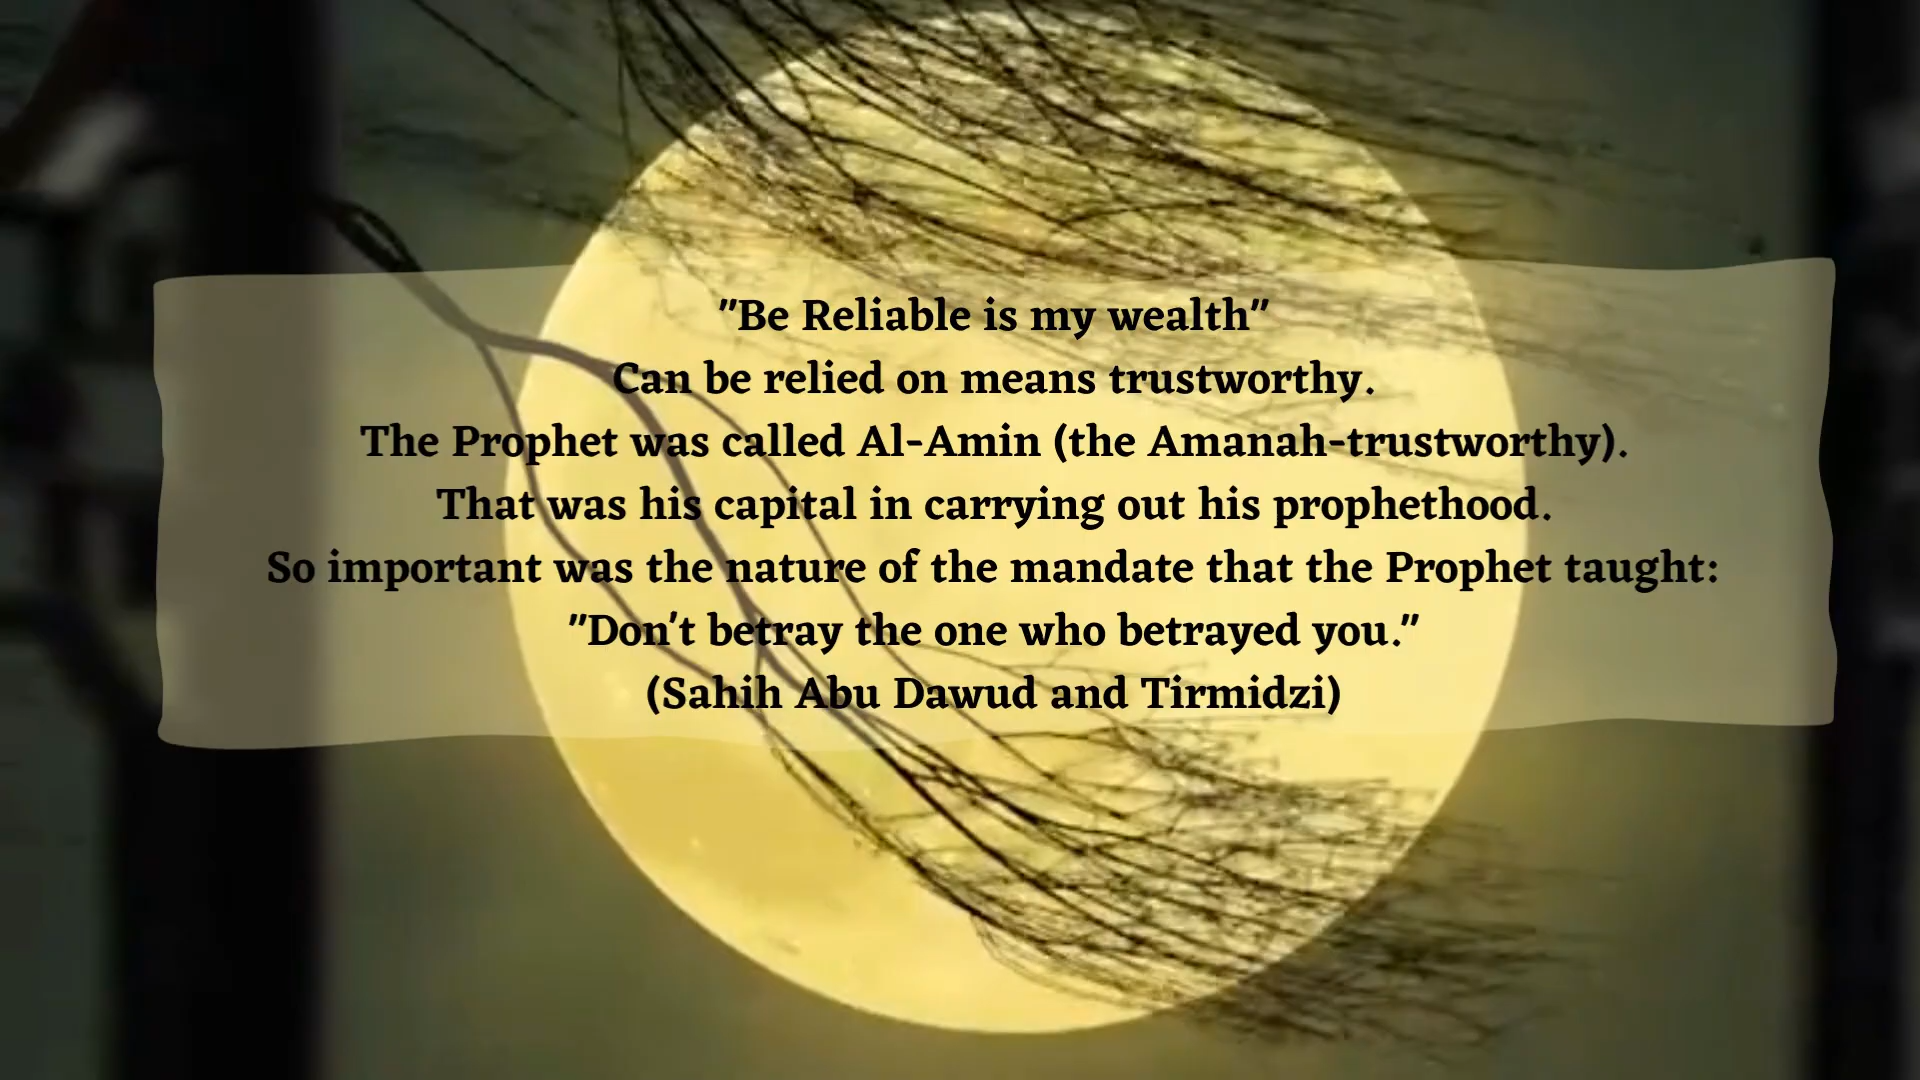 "Be Reliable is my wealth"
Can be relied on means trustworthy.
The Prophet was called Al-Amin (the Amanah-trustworthy).
That was his capital in carrying out his prophethood.
So important was the nature of the mandate that the Prophet taught:
"Don't betray the one who betrayed you."
(Sahih Abu Dawud and Tirmidzi)